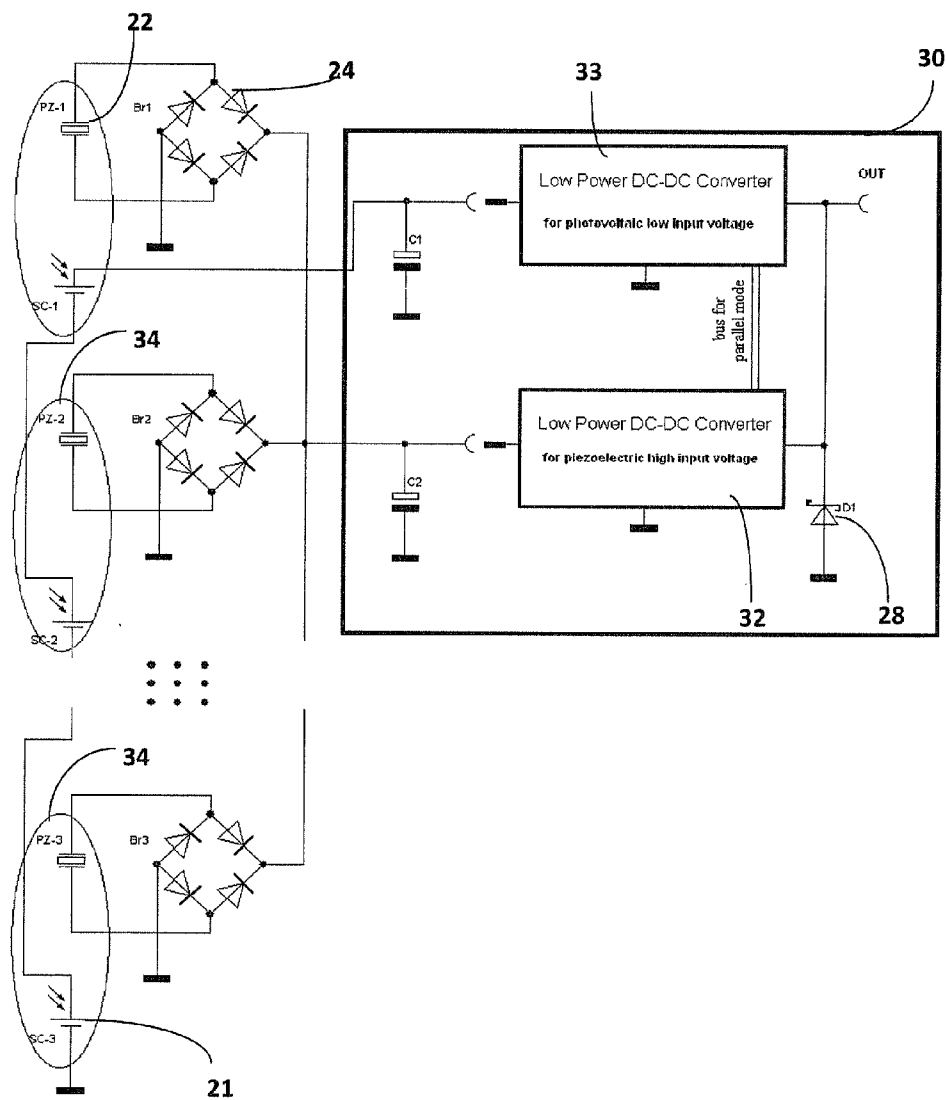 22
24
33
30
PZ-1
Br1
Low Power DC-DC Converter
for photovoltaic low input voltage
OUT
C1
SC-1
bus for
parallel mode
34
PZ-2
Br2
Low Power DC-DC Converter
for piezoelectric high input voltage
C2
D1
SC-2
32
28
34
PZ-3
Br3
SC-3
21